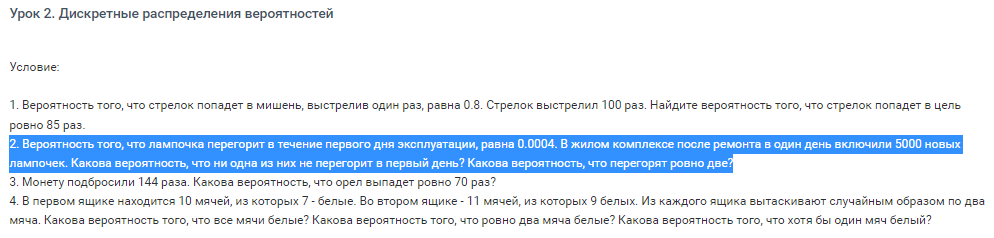 Урок 2. Дискретные распределения вероятностей
Условие:
1. Вероятность того, что стрелок попадет в мишень, выстрелив один раз, равна 0.8. Стрелок выстрелил 100 раз. Найдите вероятность того, что стрелок попадет в цель
ровно 85 раз.
2. Вероятность того, что лампочка перегорит в течение первого дня эксплуатации, равна 0.0004. В жилом комплексе после ремонта в один день включили 5000 новых
лампочек. Какова вероятность, что ни одна из них не перегорит в первый день? Какова вероятность, что перегорят ровно две?
3. Монету подбросили 144 раза. Какова вероятность, что орел выпадет ровно 70 раз?
4. В первом ящике находится 10 мячей, из которых 7 - белые. Во втором ящике - 11 мячей, из которых 9 белых. Из каждого ящика вытаскивают случайным образом по два
мяча. Какова вероятность того, что все мячи белые? Какова вероятность того, что ровно два мяча белые? Какова вероятность того, что хотя бы один мяч белый?